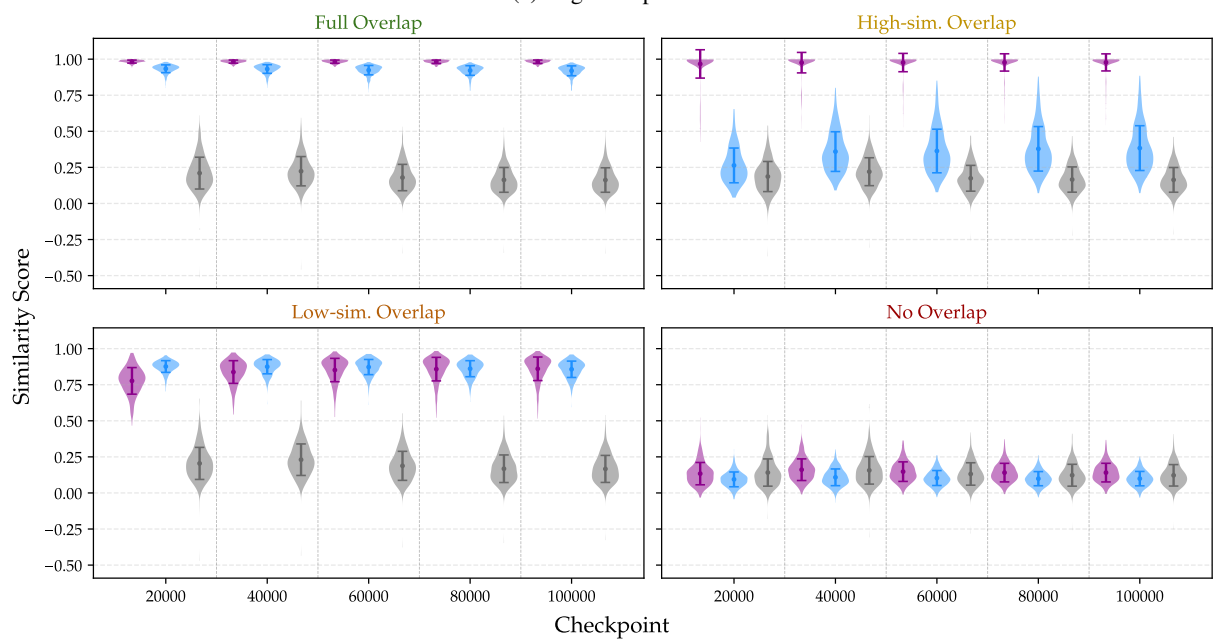 Full Overlap
High-sim. Overlap
1.00
0.75
0.50
0.25
0.00
−0.25
−0.50
Low-sim. Overlap
No Overlap
1.00
0.75
0.50
0.25
0.00
−0.25
−0.50
Similarity Score
20000 40000 60000 80000 100000
20000 40000 60000 80000 100000
Checkpoint